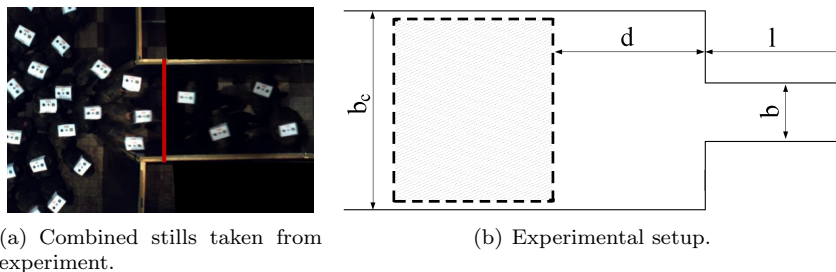 d
l
b_c
b
(a) Combined stills taken from
experiment.
(b) Experimental setup.